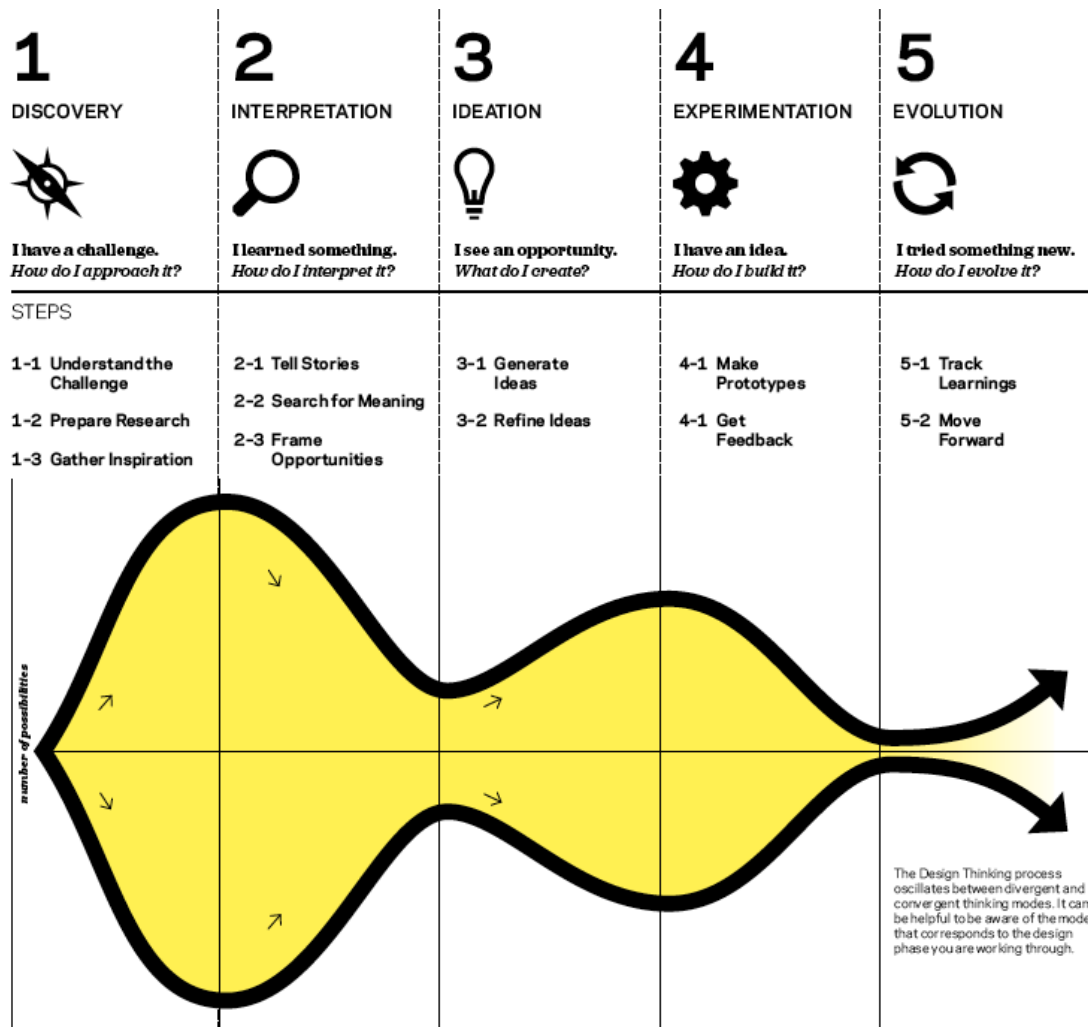 1
DISCOVERY
I have a challenge.
How do I approach it?
2
INTERPRETATION
I learned something.
How do I interpret it?
3
IDEATION
I see an opportunity.
What do I create?
4
EXPERIMENTATION
I have an idea.
How do I build it?
5
EVOLUTION
I tried something new.
How do I evolve it?
STEPS
1-1 Understand the
Challenge
1-2 Prepare Research
1-3 Gather Inspiration
2-1 Tell Stories
2-2 Search for Meaning
2-3 Frame
Opportunities
3-1 Generate
Ideas
3-2 Refine Ideas
4-1 Make
Prototypes
4-1 Get
Feedback
5-1 Track
Learnings
5-2 Move
Forward
number of possibilities
The Design Thinking process
oscillates between divergent and
convergent thinking modes. It can
be helpful to be aware of the mode
that corresponds to the design
phase you are working through.